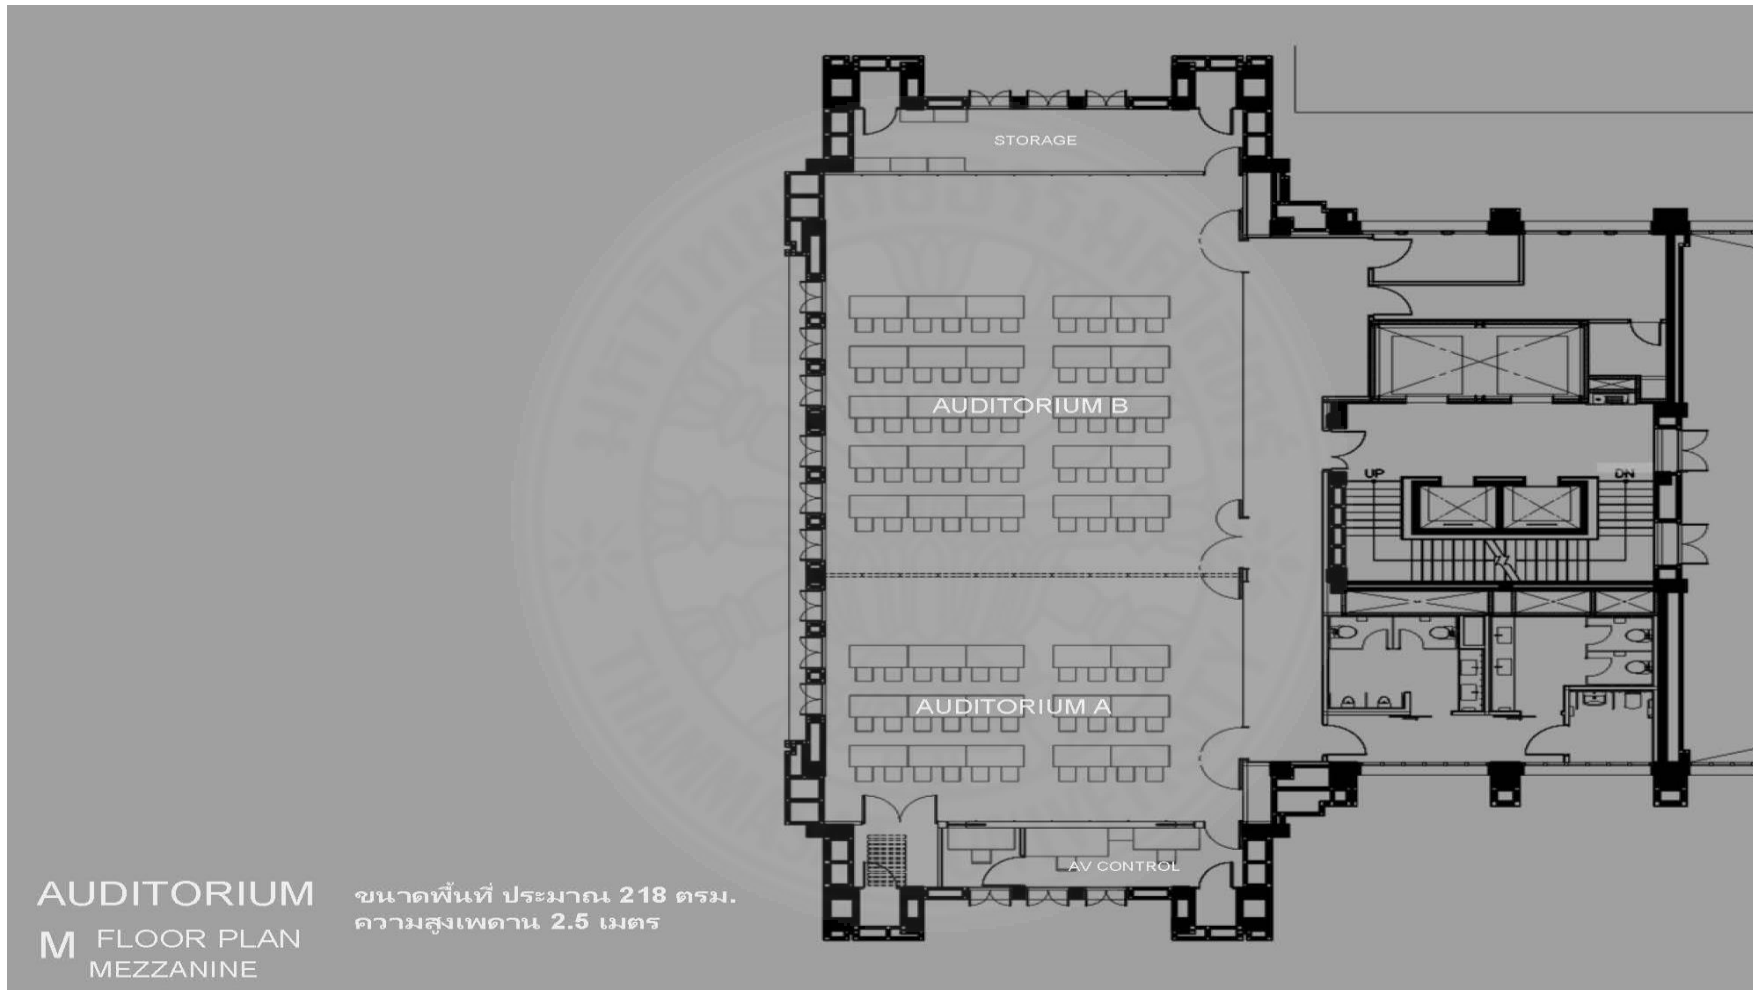 STORAGE
AUDITORIUM B
UP
DN
AUDITORIUM A
AV CONTROL
AUDITORIUM
M FLOOR PLAN
MEZZANINE
ขนาดพื้นที่ ประมาณ 218 ตรม.
ความสูงเพดาน 2.5 เมตร